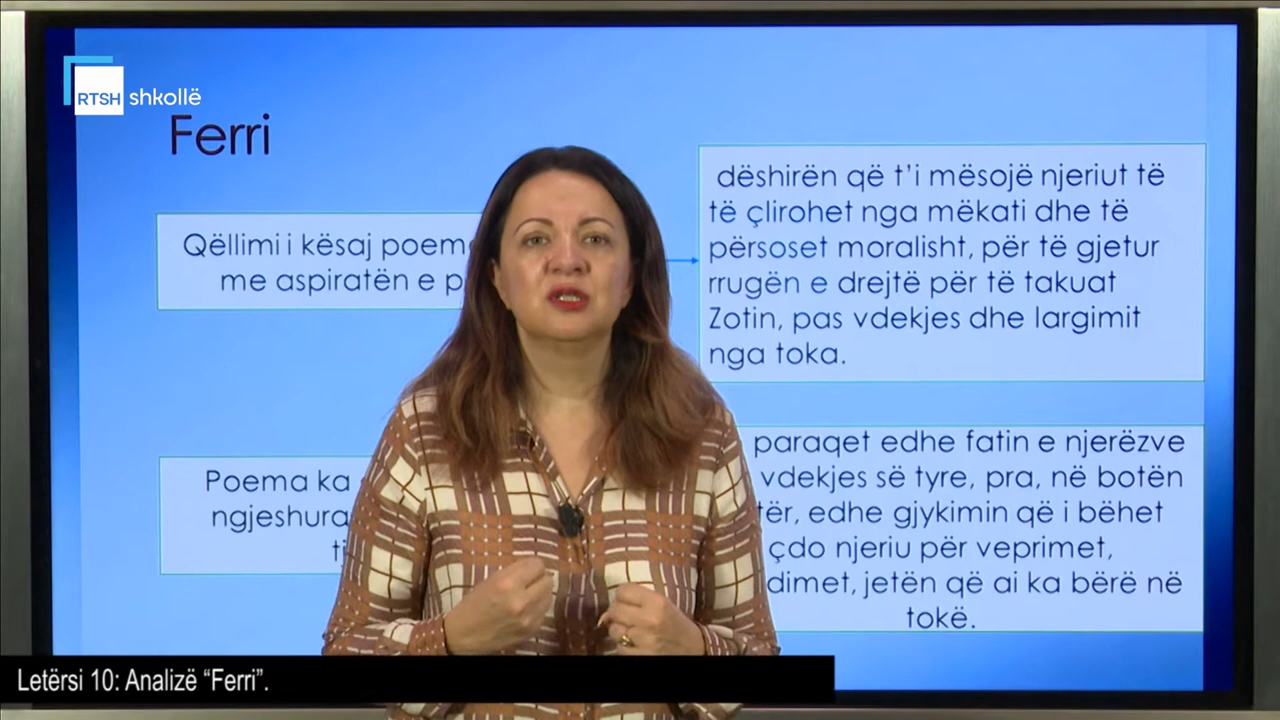 RTSH shkollë
Ferri
Qëllimi i kësaj
me aspiratën e
dëshirën që t’i mësojë njeriut të
të çlirohet nga mëkati dhe të
përsoset moralisht, për të gjetur
rrugën e drejtë për të takuat
Zotin, pas vdekjes dhe largimit
nga toka.
Poema ka
ngjeshura
paraqet edhe fatin e njerëzve
vdekjes së tyre, pra, në botën
edhe gjykimin që i bëhet
çdo njeriu për veprimet,
jetën që ai ka bërë në
tokë.
Letërsi 10: Analizë “Ferri”.